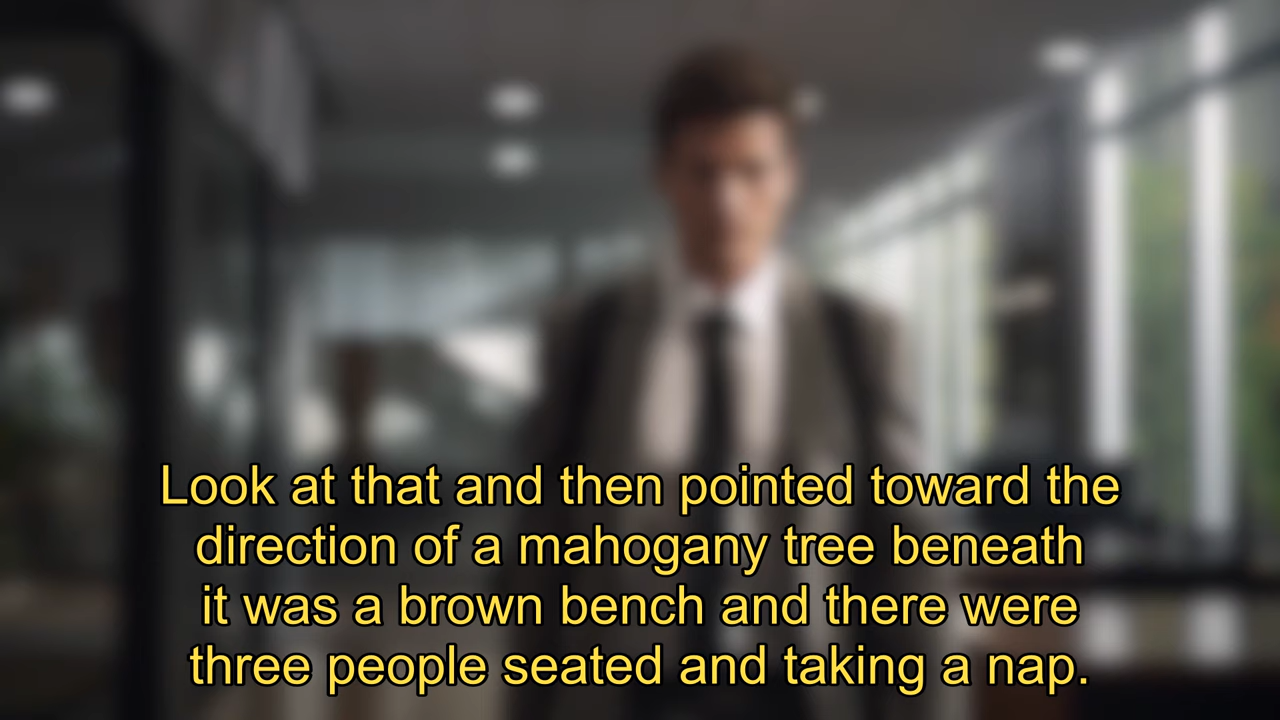 Look at that and then pointed toward the
direction of a mahogany tree beneath
it was a brown bench and there were
three people seated and taking a nap.